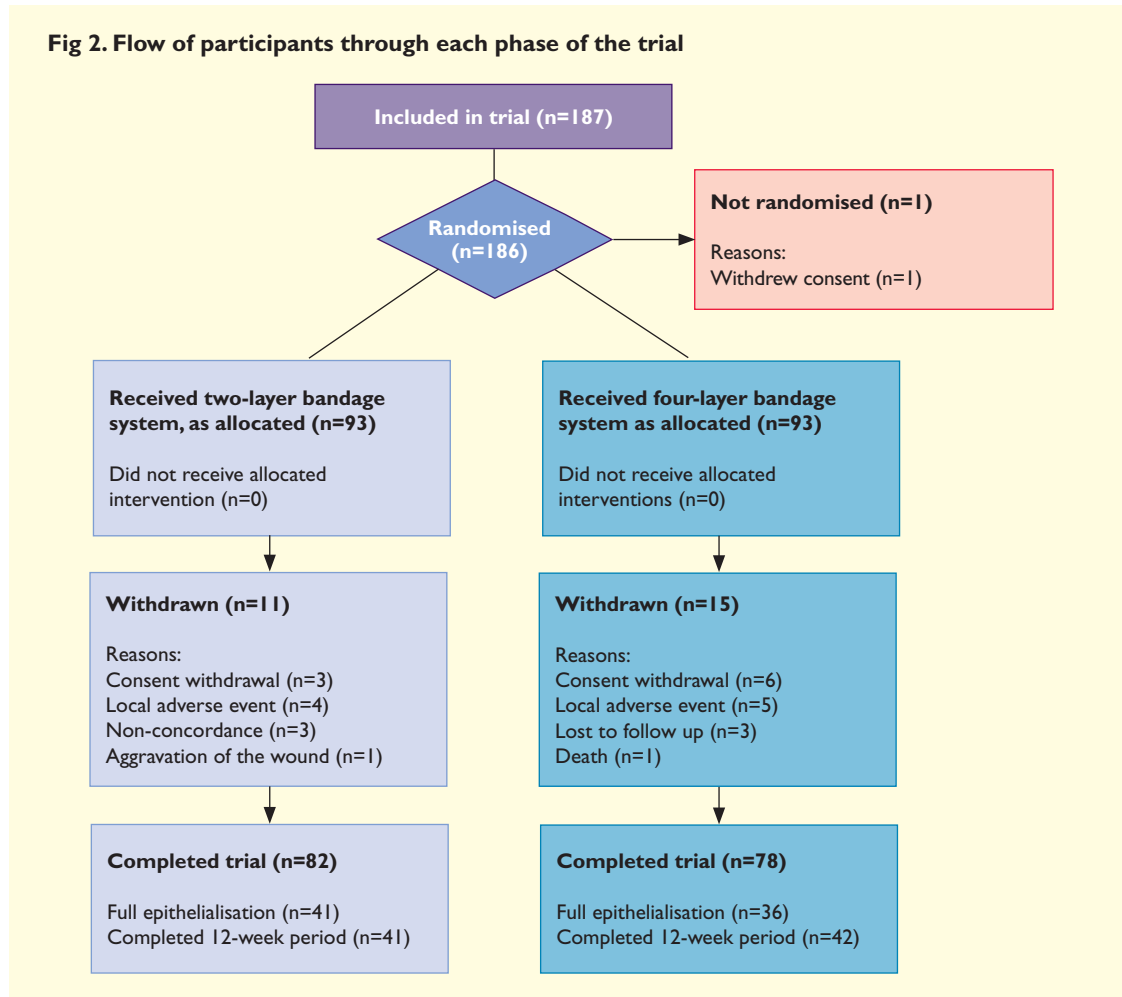 Fig 2. Flow of participants through each phase of the trial
Included in trial (n=187)
Randomised
(n=186)
Not randomised (n=1)
Reasons:
Withdrew consent (n=1)
Received two-layer bandage
system, as allocated (n=93)
Did not receive allocated
intervention (n=0)
Received four-layer bandage
system as allocated (n=93)
Did not receive allocated
interventions (n=0)
Withdrawn (n=11)
Reasons:
Consent withdrawal (n=3)
Local adverse event (n=4)
Non-concordance (n=3)
Aggravation of the wound (n=1)
Withdrawn (n=15)
Reasons:
Consent withdrawal (n=6)
Local adverse event (n=5)
Lost to follow up (n=3)
Death (n=1)
Completed trial (n=82)
Full epithelialisation (n=41)
Completed 12-week period (n=41)
Completed trial (n=78)
Full epithelialisation (n=36)
Completed 12-week period (n=42)